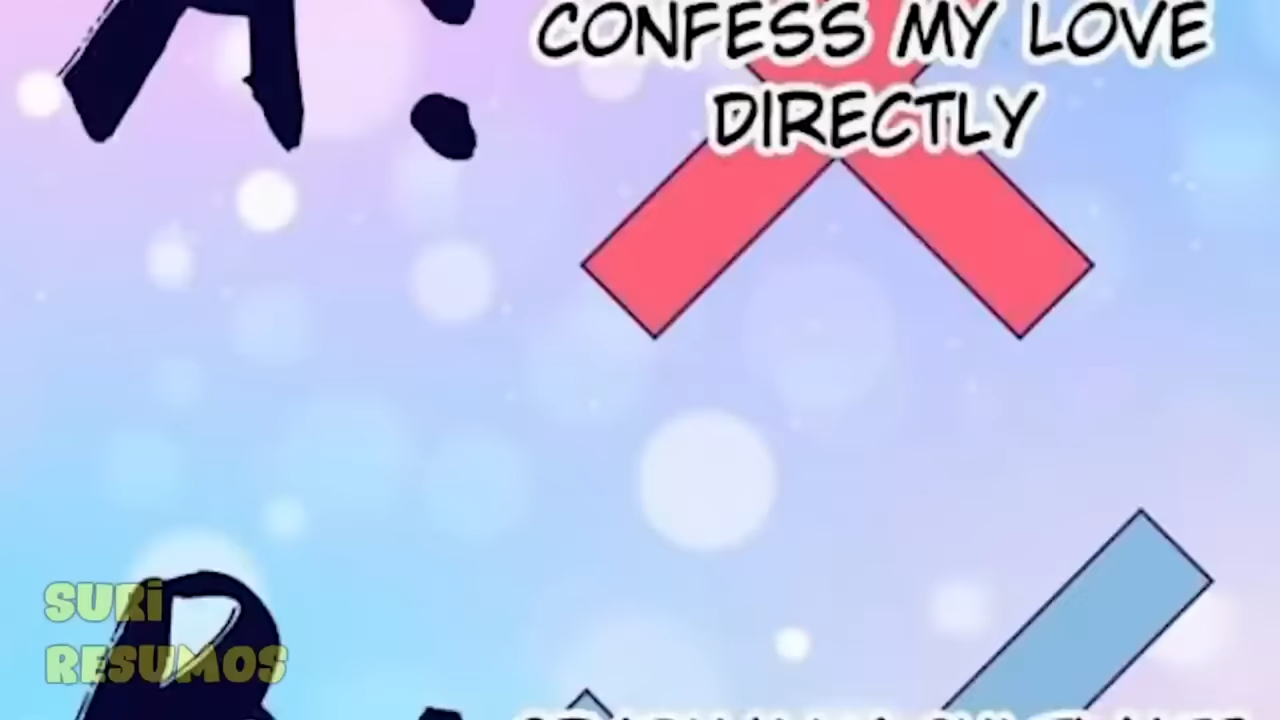 A:
CONFESS MY LOVE
DIRECTLY
B
SURI
RESUMOS